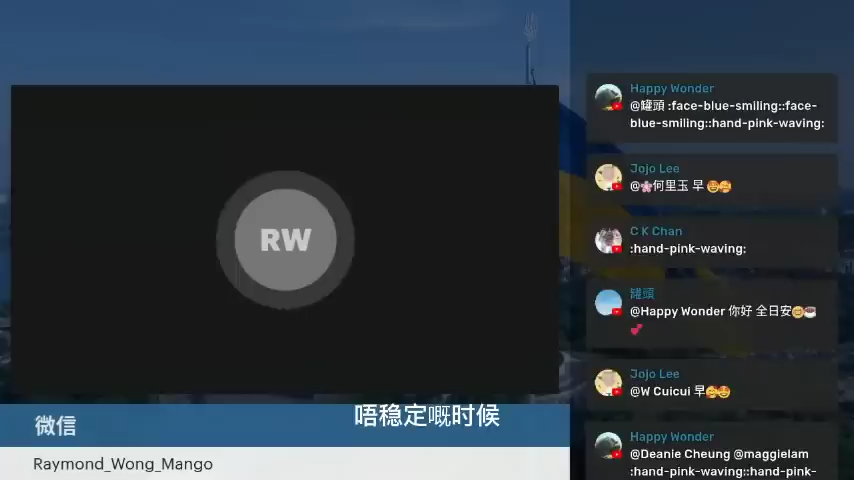 RW
唔稳定嘅时候
微信
Raymond_Wong_Mango
Happy Wonder
@罐頭 :face-blue-smiling::face-
blue-smiling::hand-pink-waving:
Jojo Lee
@🌸何里玉 早 😍🥰
C K Chan
:hand-pink-waving:
罐頭
@Happy Wonder 你好 全日安😊☕
💕
Jojo Lee
@W Cuicui 早🥰😍
Happy Wonder
@Deanie Cheung @maggielam
:hand-pink-waving::hand-pink-